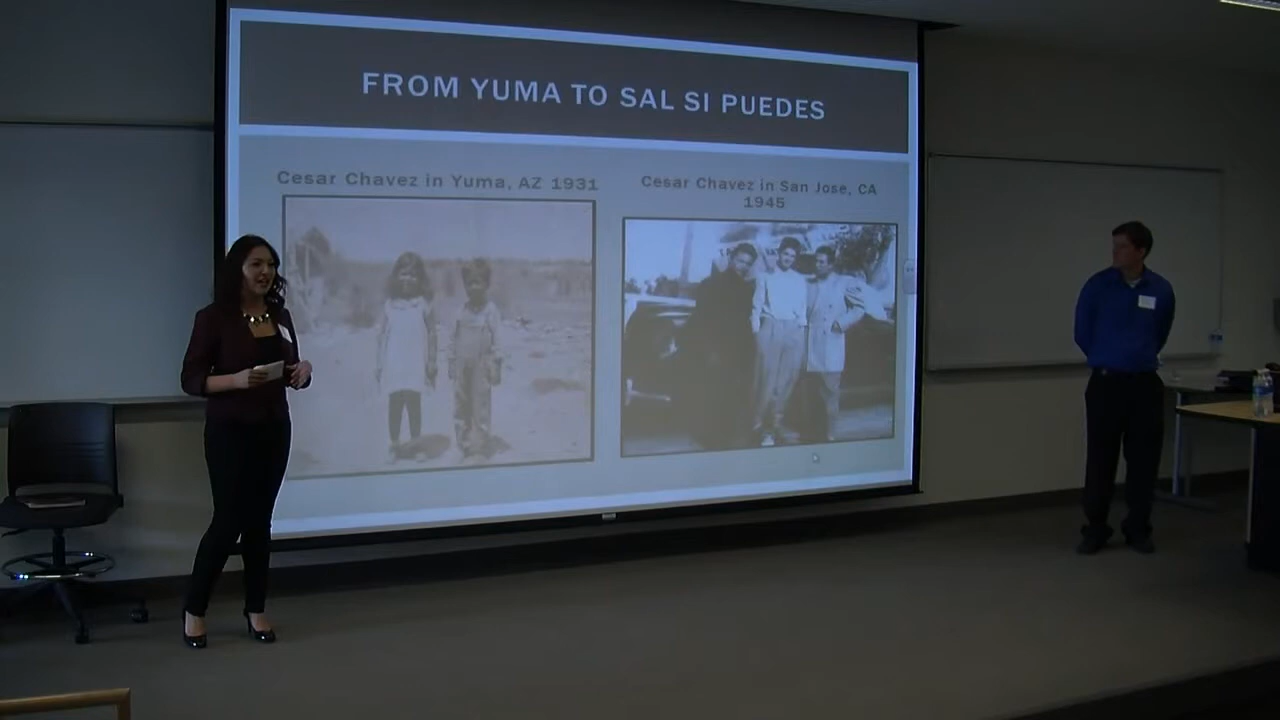 FROM YUMA TO SAL SI PUEDES
Cesar Chavez in Yuma, AZ 1931
Cesar Chavez in San Jose, CA
1945